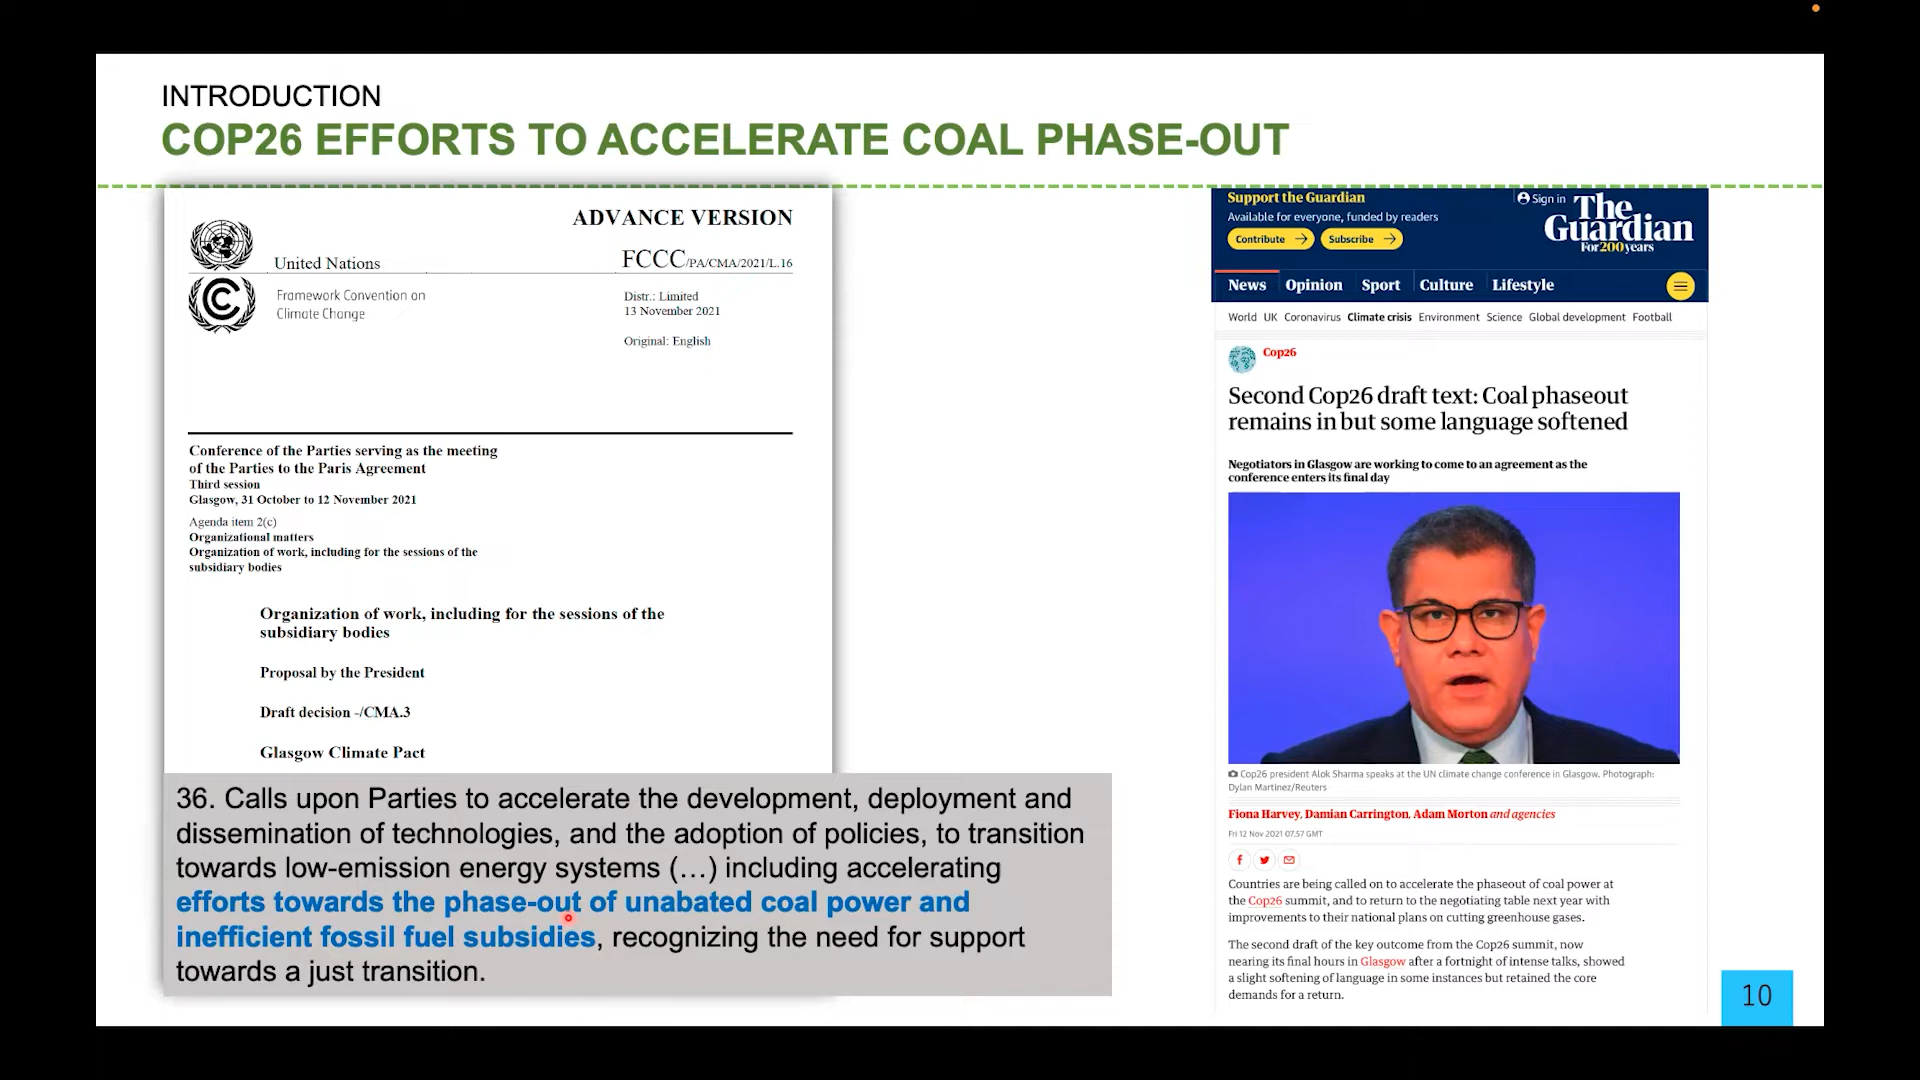 INTRODUCTION
COP26 EFFORTS TO ACCELERATE COAL PHASE-OUT
ADVANCE VERSION
United Nations
FCCC/PA/CMA/2021/L.16
Framework Convention on
Climate Change
Distr.: Limited
13 November 2021
Original: English
Conference of the Parties serving as the meeting
of the Parties to the Paris Agreement
Third session
Glasgow, 31 October to 12 November 2021
Agenda item 2(c)
Organizational matters
Organization of work, including for the sessions of the
subsidiary bodies
Organization of work, including for the sessions of the
subsidiary bodies
Proposal by the President
Draft decision -/CMA.3
Glasgow Climate Pact
36. Calls upon Parties to accelerate the development, deployment and
dissemination of technologies, and the adoption of policies, to transition
towards low-emission energy systems (…) including accelerating
efforts towards the phase-out of unabated coal power and
inefficient fossil fuel subsidies, recognizing the need for support
towards a just transition.
Support the Guardian
Available for everyone, funded by readers
Contribute →
Subscribe →
Sign in
The
Guardian
For 200 years
News Opinion Sport Culture Lifestyle
World UK Coronavirus Climate crisis Environment Science Global development Football
Cop26
Second Cop26 draft text: Coal phaseout
remains in but some language softened
Negotiators in Glasgow are working to come to an agreement as the
conference enters its final day
Cop26 president Alok Sharma speaks at the UN climate change conference in Glasgow. Photograph:
Dylan Martinez/Reuters
Fiona Harvey, Damian Carrington, Adam Morton and agencies
Fri 12 Nov 2021 07.57 GMT
Countries are being called on to accelerate the phaseout of coal power at
the Cop26 summit, and to return to the negotiating table next year with
improvements to their national plans on cutting greenhouse gases.
The second draft of the key outcome from the Cop26 summit, now
nearing its final hours in Glasgow after a fortnight of intense talks, showed
a slight softening of language in some instances but retained the core
demands for a return.
10